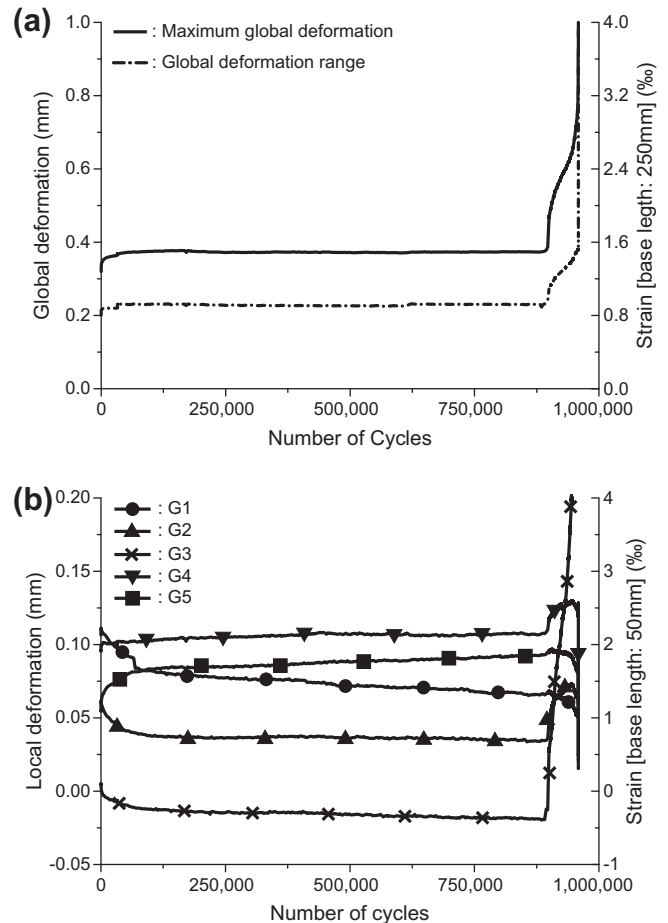 (a)
: Maximum global deformation
: Global deformation range
1.0
0.8
0.6
0.4
0.2
0.0
Global deformation (mm)
4.0
3.2
2.4
1.6
0.8
0.0
Strain [base legth: 250mm] (‰)
0
250,000
500,000
750,000
1,000,000
Number of Cycles
(b)
: G1
: G2
: G3
: G4
: G5
0.20
0.15
0.10
0.05
0.00
-0.05
Local deformation (mm)
4
3
2
1
0
-1
Strain [base length: 50mm] (‰)
0
250,000
500,000
750,000
1,000,000
Number of cycles